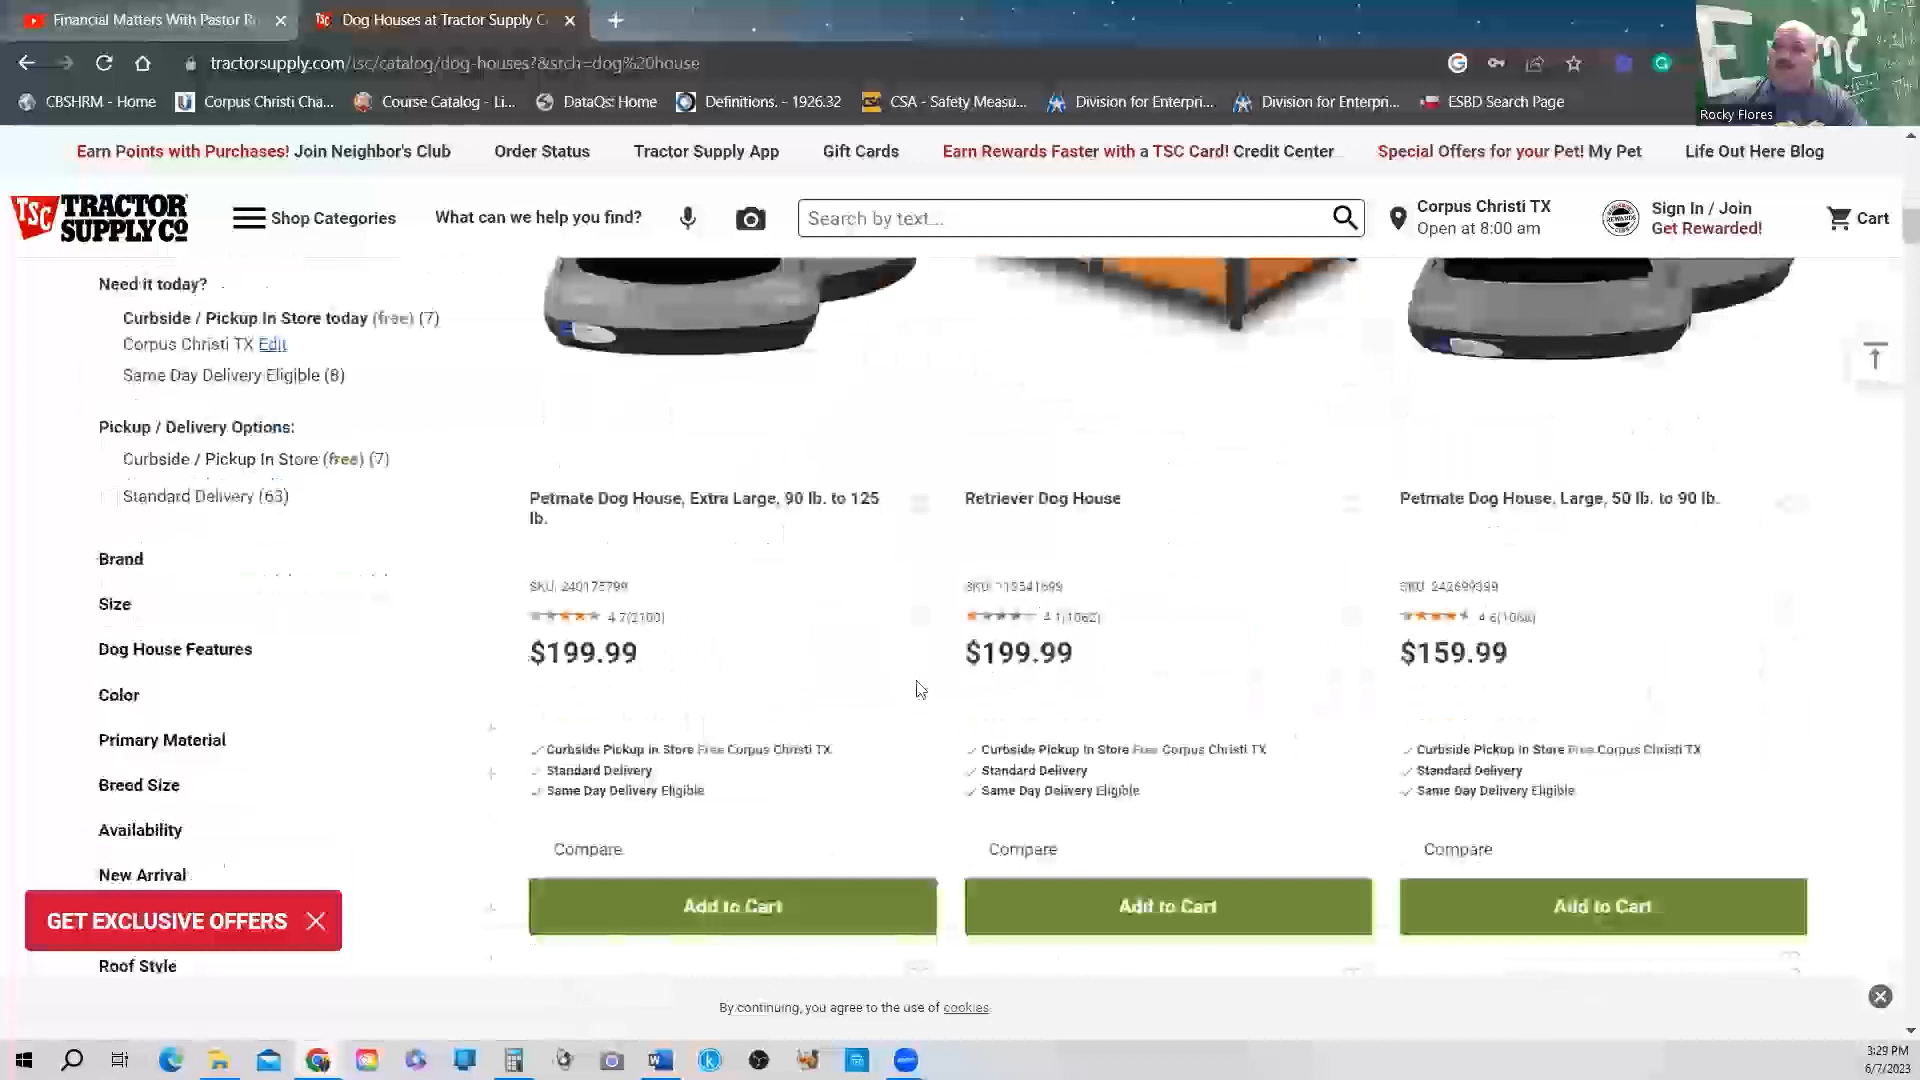 Financial Matters With Pastor R
Dog Houses at Tractor Supply C
tractorsupply.com/tsc/catalog/dog-houses?&srch=dog%20house
CBSHRM - Home
Corpus Christi Cha...
Course Catalog - Li...
DataQs: Home
Definitions. - 1926.32
CSA - Safety Measu...
Division for Enterpri...
Division for Enterpri...
ESBD Search Page
Rocky Flores
Earn Points with Purchases! Join Neighbor's Club
Order Status
Tractor Supply App
Gift Cards
Earn Rewards Faster with a TSC Card! Credit Center
Special Offers for your Pet! My Pet
Life Out Here Blog
TSC TRACTOR
SUPPLY CO
Shop Categories
What can we help you find?
Search by text...
Corpus Christi TX
Open at 8:00 am
Sign In / Join
Get Rewarded!
Cart
Need it today?
Curbside / Pickup In Store today (free) (7)
Corpus Christi TX Edit
Same Day Delivery Eligible (8)
Pickup / Delivery Options:
Curbside / Pickup In Store (free) (7)
Standard Delivery (63)
Brand
Size
Dog House Features
Color
Primary Material
Breed Size
Availability
New Arrival
GET EXCLUSIVE OFFERS
Roof Style
Petmate Dog House, Extra Large, 90 lb. to 125
lb.
4.7(2100)
$199.99
Curbside Pickup in Store Free Corpus Christi TX
Standard Delivery
Same Day Delivery Eligible
Compare
Add to Cart
Retriever Dog House
4.1(1062)
$199.99
Curbside Pickup in Store Free Corpus Christi TX
Standard Delivery
Same Day Delivery Eligible
Compare
Add to Cart
Petmate Dog House, Large, 50 lb. to 90 lb.
$159.99
Curbside Pickup in Store Free Corpus Christi TX
Standard Delivery
Same Day Delivery Eligible
Compare
Add to Cart
By continuing, you agree to the use of cookies.
3:29 PM
6/7/2023